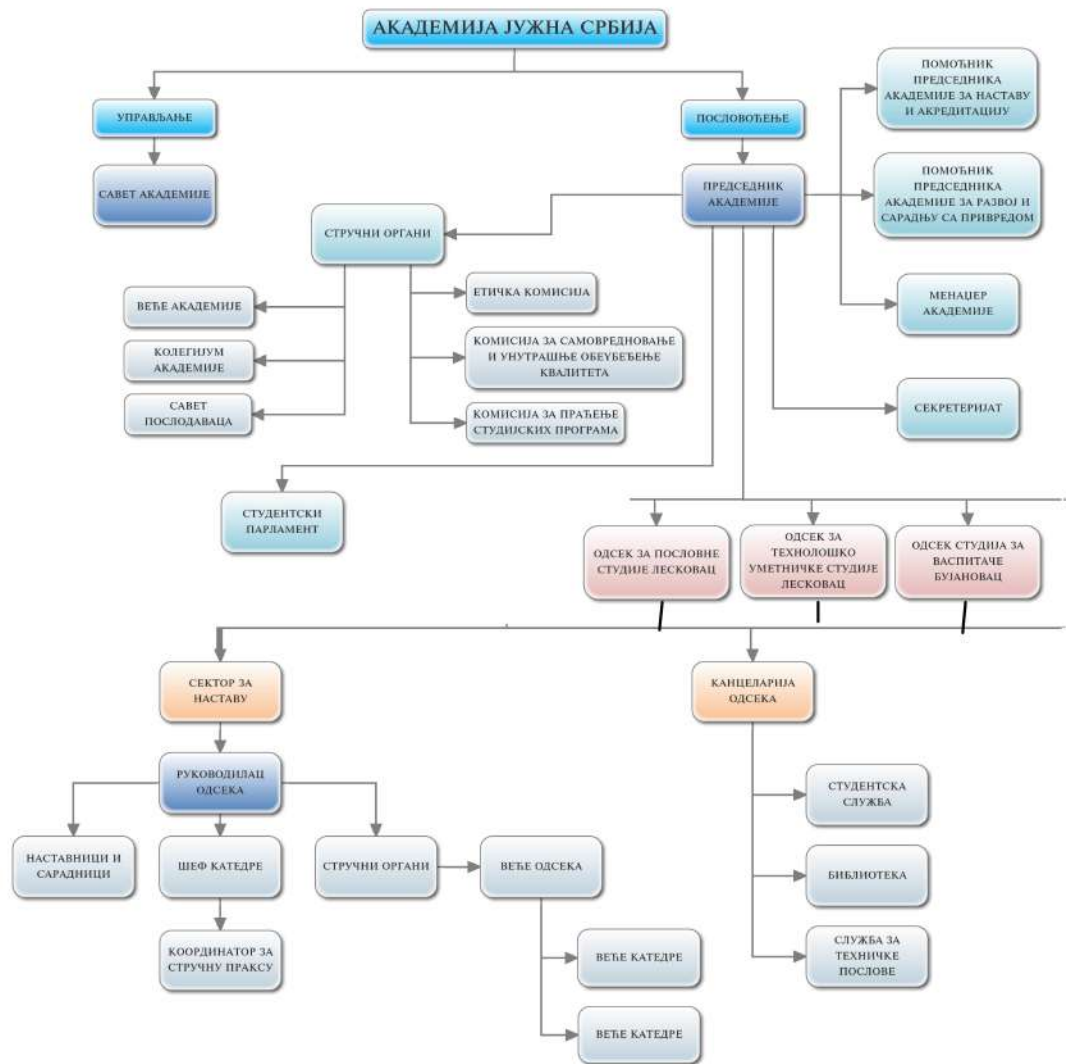 АКАДЕМИЈА ЈУЖНА СРБИЈА
УПРАВЉАЊЕ
ПОСЛОВОЂЕЊЕ
ПОМОЋНИК
ПРЕДСЕДНИКА
АКАДЕМИЈЕ ЗА НАСТАВУ
И АКРЕДИТАЦИЈУ
САВЕТ АКАДЕМИЈЕ
ПРЕДСЕДНИК
АКАДЕМИЈЕ
ПОМОЋНИК
ПРЕДСЕДНИКА
АКАДЕМИЈЕ ЗА РАЗВОЈ И
САРАДЊУ СА ПРИВРЕДОМ
СТРУЧНИ ОРГАНИ
ВЕЋЕ АКАДЕМИЈЕ
ЕТИЧКА КОМИСИЈА
МЕНАЏЕР
АКАДЕМИЈЕ
КОЛЕГИЈУМ
АКАДЕМИЈЕ
КОМИСИЈА ЗА САМОВРЕДНОВАЊЕ
И УНУТРАШЊЕ ОБЕУБЕЂЕЊЕ
КВАЛИТЕТА
САВЕТ
ПОСЛОДАВАЦА
КОМИСИЈА ЗА ПРАЂЕЊЕ
СТУДИЈСКИХ ПРОГРАМА
СЕКРЕТЕРИЈАТ
СТУДЕНТСКИ
ПАРЛАМЕНТ
ОДСЕК ЗА ПОСЛОВНЕ
СТУДИЈЕ ЛЕСКОВАЦ
ОДСЕК ЗА
ТЕХНОЛОШКО
УМЕТНИЧКЕ СТУДИЈЕ
ЛЕСКОВАЦ
ОДСЕК СТУДИЈА ЗА
ВАСПИТАЧЕ
БУЈАНОВАЦ
СЕКТОР ЗА
НАСТАВУ
КАНЦЕЛАРИЈА
ОДСЕКА
РУКОВОДИЛАЦ
ОДСЕКА
СТУДЕНТСКА
СЛУЖБА
НАСТАВНИЦИ И
САРАДНИЦИ
ШЕФ КАТЕДРЕ
СТРУЧНИ ОРГАНИ
ВЕЋЕ ОДСЕКА
БИБЛИОТЕКА
КООРДИНАТОР ЗА
СТРУЧНУ ПРАКСУ
ВЕЋЕ КАТЕДРЕ
СЛУЖБА ЗА
ТЕХНИЧКЕ
ПОСЛОВЕ
ВЕЋЕ КАТЕДРЕ